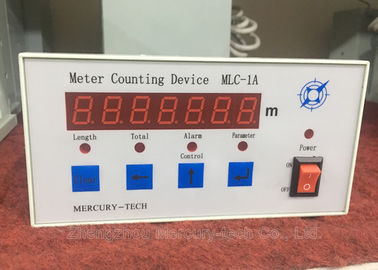 Meter Counting Device MLC-1A
8.8.8.8.8.8.8. m
Length Total Alarm Parameter
Control
Power
Clear
ON
OFF
MERCURY-TECH
Zhengzhou Mercury-tech Co., Ltd.